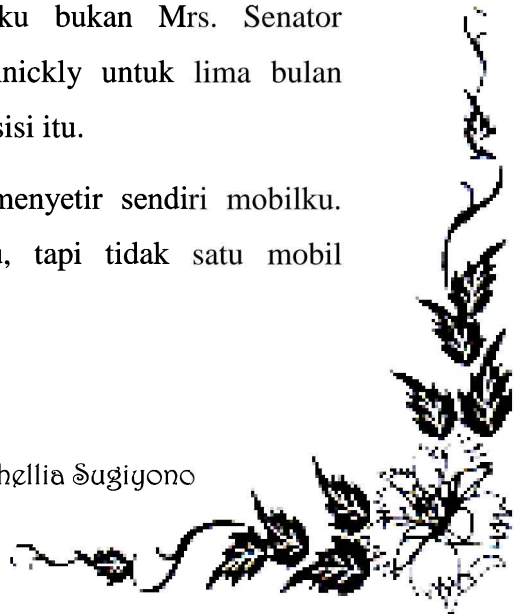 ku bukan Mrs. Senator
nickly untuk lima bulan
sisi itu.
menyetir sendiri mobilku.
, tapi tidak satu mobil
hellia Sugiyono